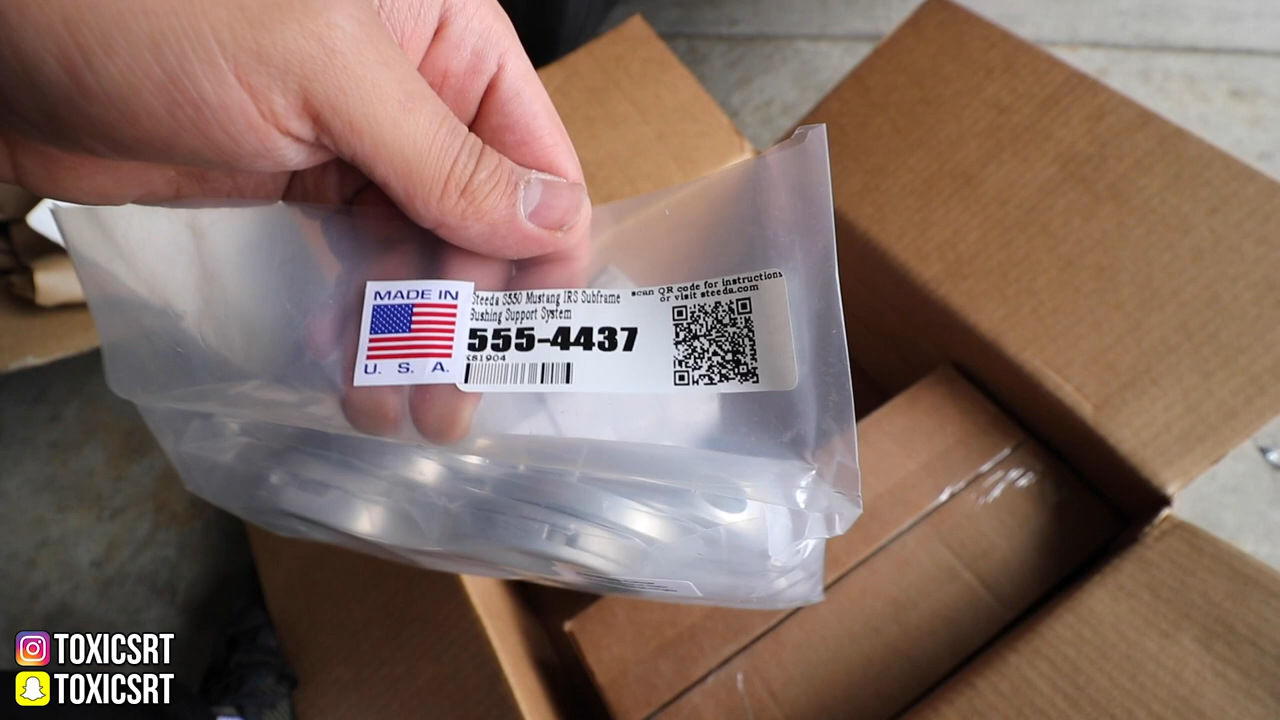 MADE IN
U. S. A.
Steeda S550 Mustang IRS Subframe
Bushing Support System
555-4437
scan QR code for instructions
or visit steeda.com
TOXICSRT
TOXICSRT